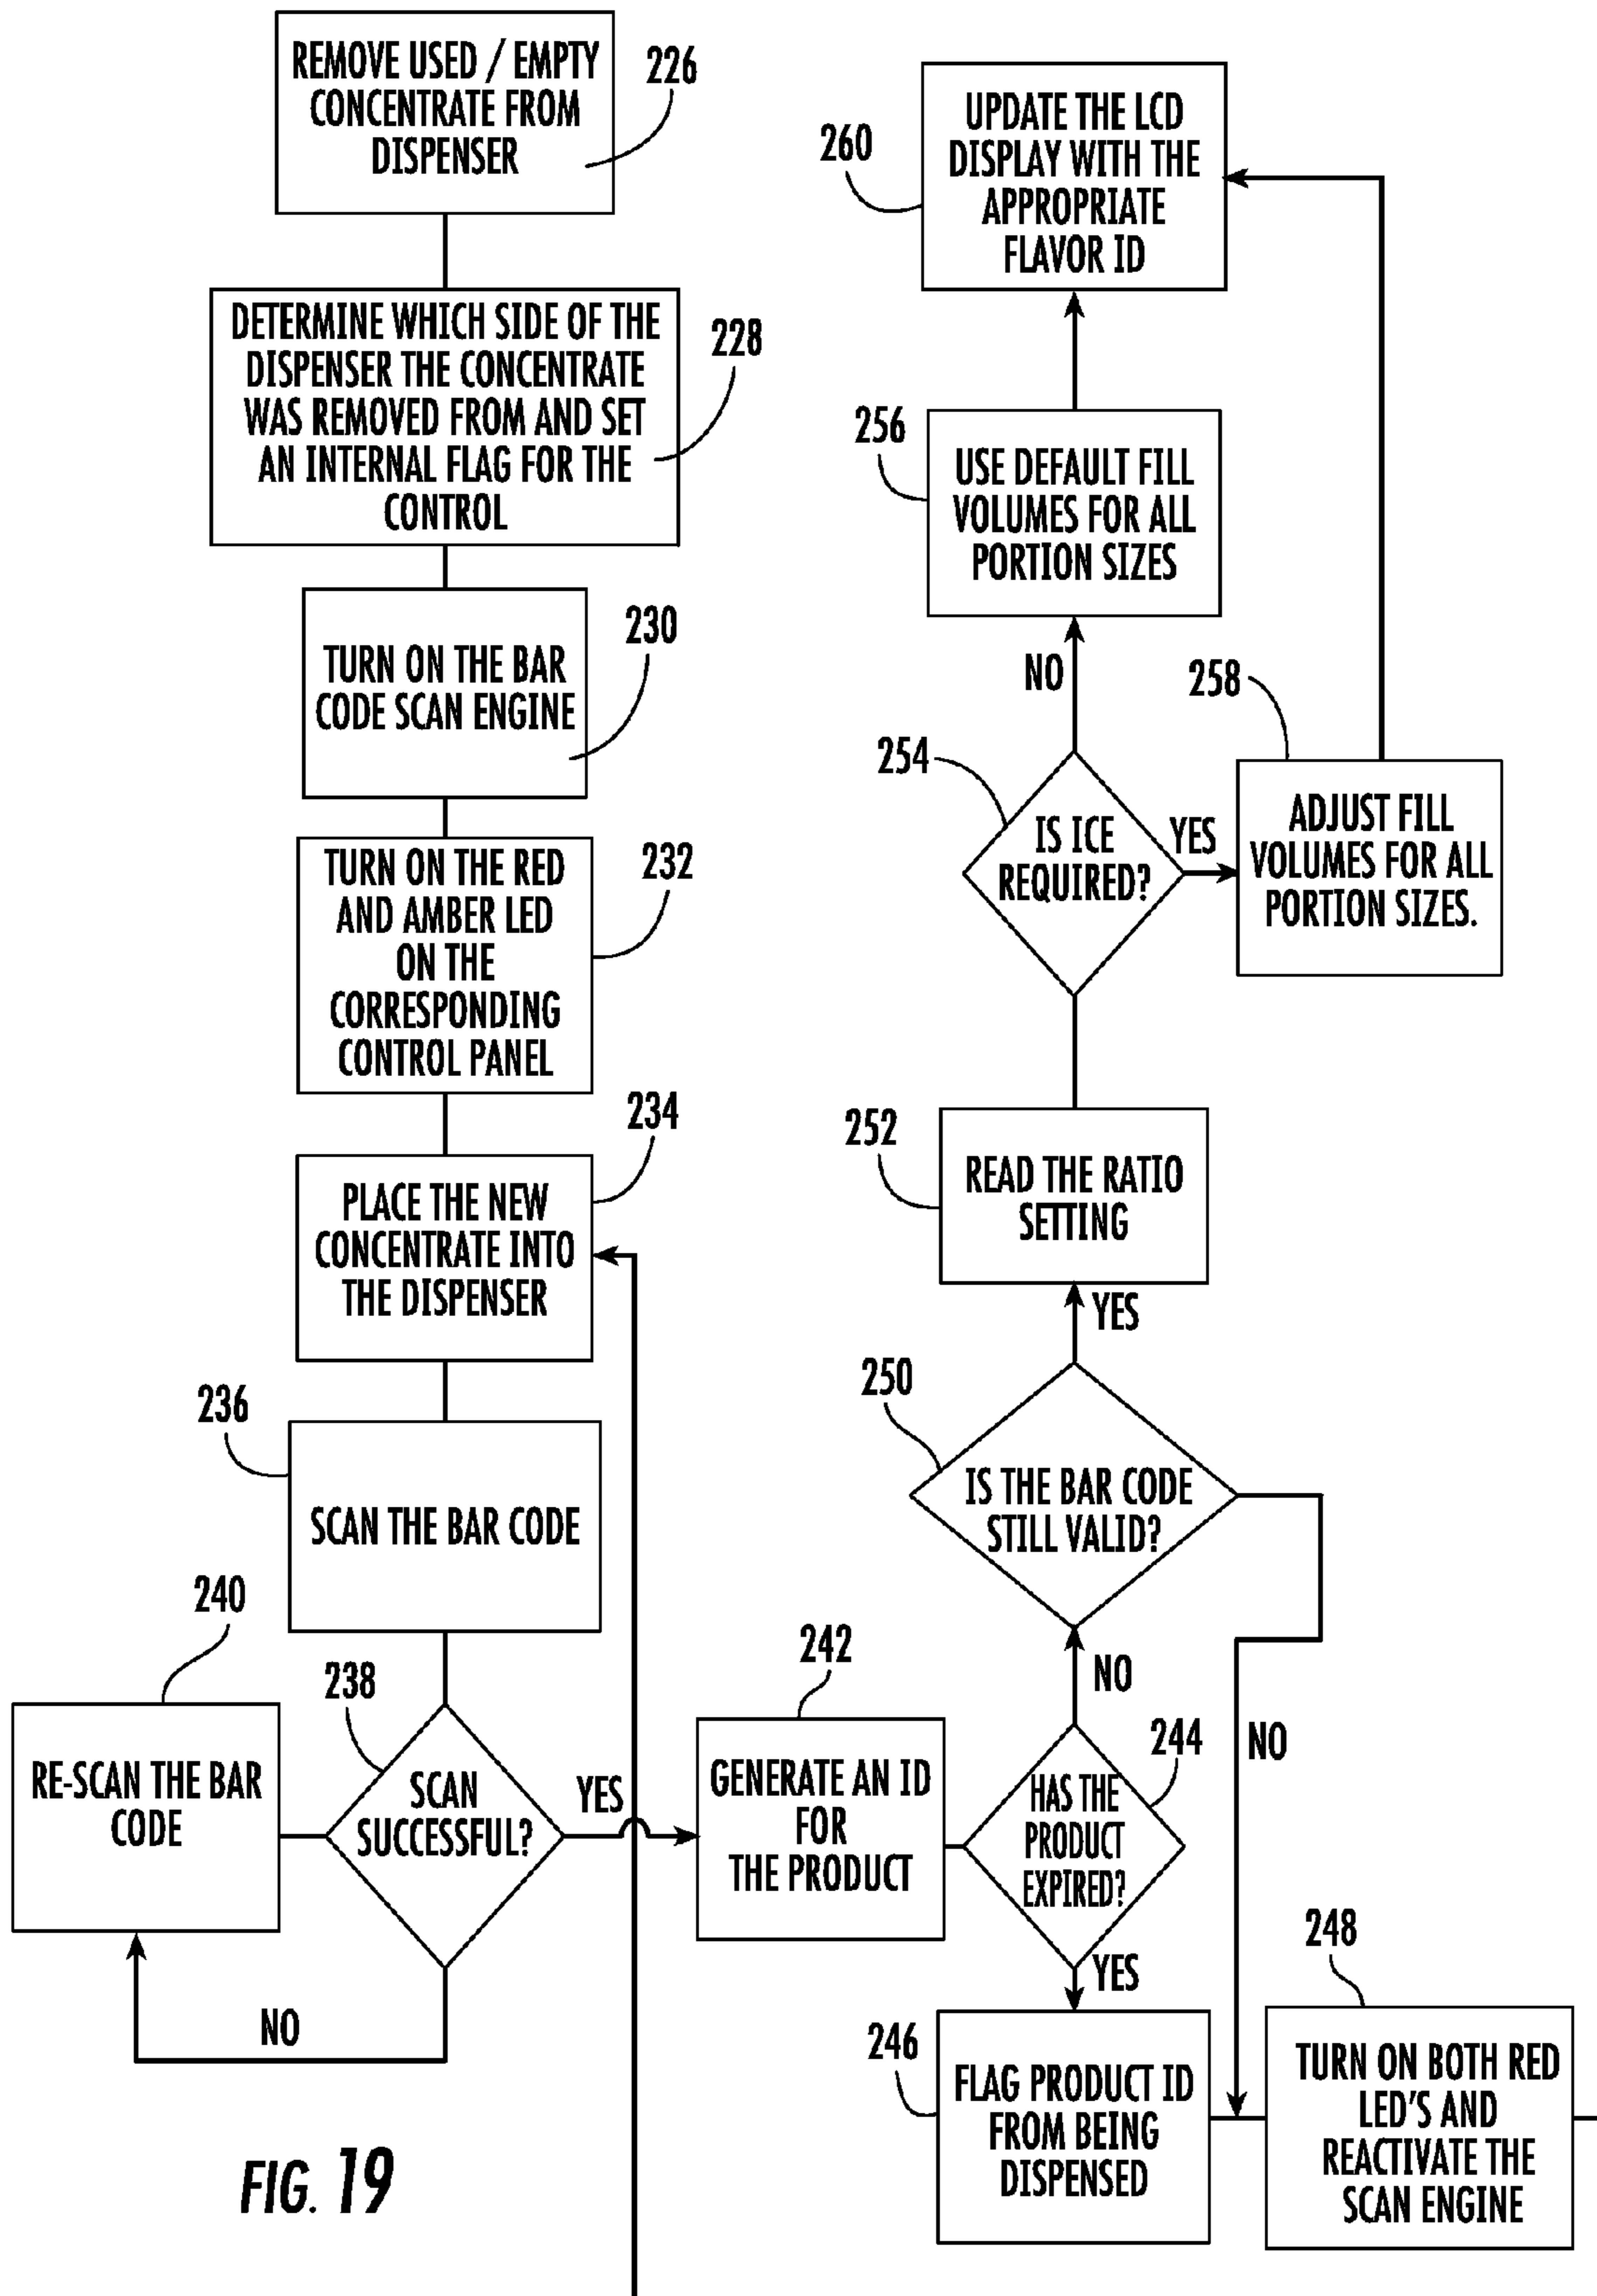 REMOVE USED / EMPTY
CONCENTRATE FROM
DISPENSER
226
DETERMINE WHICH SIDE OF THE
DISPENSER THE CONCENTRATE
WAS REMOVED FROM AND SET
AN INTERNAL FLAG FOR THE
CONTROL
228
TURN ON THE BAR
CODE SCAN ENGINE
230
TURN ON THE RED
AND AMBER LED
ON THE
CORRESPONDING
CONTROL PANEL
232
PLACE THE NEW
CONCENTRATE INTO
THE DISPENSER
234
236
SCAN THE BAR CODE
240
RE-SCAN THE BAR
CODE
238
SCAN
SUCCESSFUL?
YES
NO
242
GENERATE AN ID
FOR
THE PRODUCT
244
HAS THE
PRODUCT
EXPIRED?
YES
NO
246
FLAG PRODUCT ID
FROM BEING
DISPENSED
248
TURN ON BOTH RED
LED'S AND
REACTIVATE THE
SCAN ENGINE
250
IS THE BAR CODE
STILL VALID?
NO
YES
252
READ THE RATIO
SETTING
254
IS ICE
REQUIRED?
YES
NO
258
ADJUST FILL
VOLUMES FOR ALL
PORTION SIZES.
256
USE DEFAULT FILL
VOLUMES FOR ALL
PORTION SIZES
260
UPDATE THE LCD
DISPLAY WITH THE
APPROPRIATE
FLAVOR ID
FIG. 19